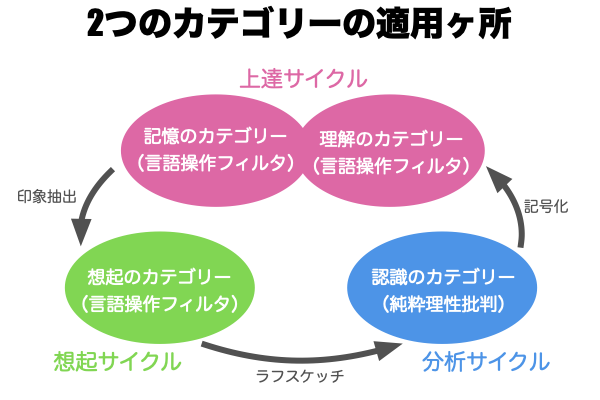 2つのカテゴリーの適用ヶ所
上達サイクル
記憶のカテゴリー
（言語操作フィルタ）
理解のカテゴリー
（言語操作フィルタ）
印象抽出
記号化
想起のカテゴリー
（言語操作フィルタ）
認識のカテゴリー
（純粋理性批判）
想起サイクル
分析サイクル
ラフスケッチ